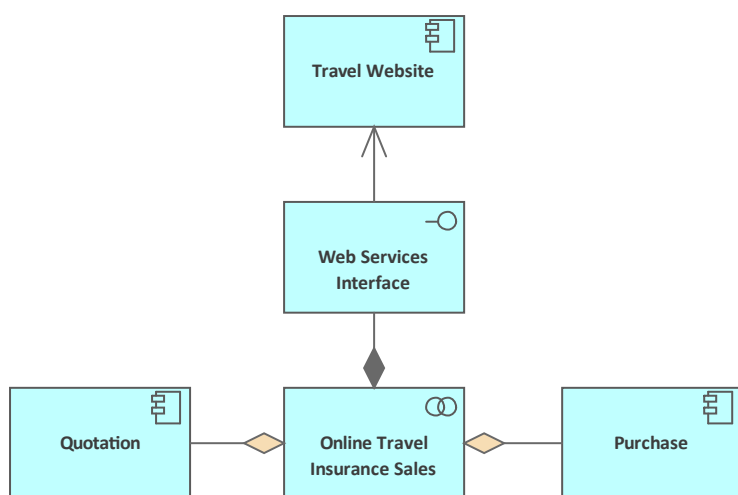 Travel Website
Web Services
Interface
Quotation
Online Travel
Insurance Sales
Purchase